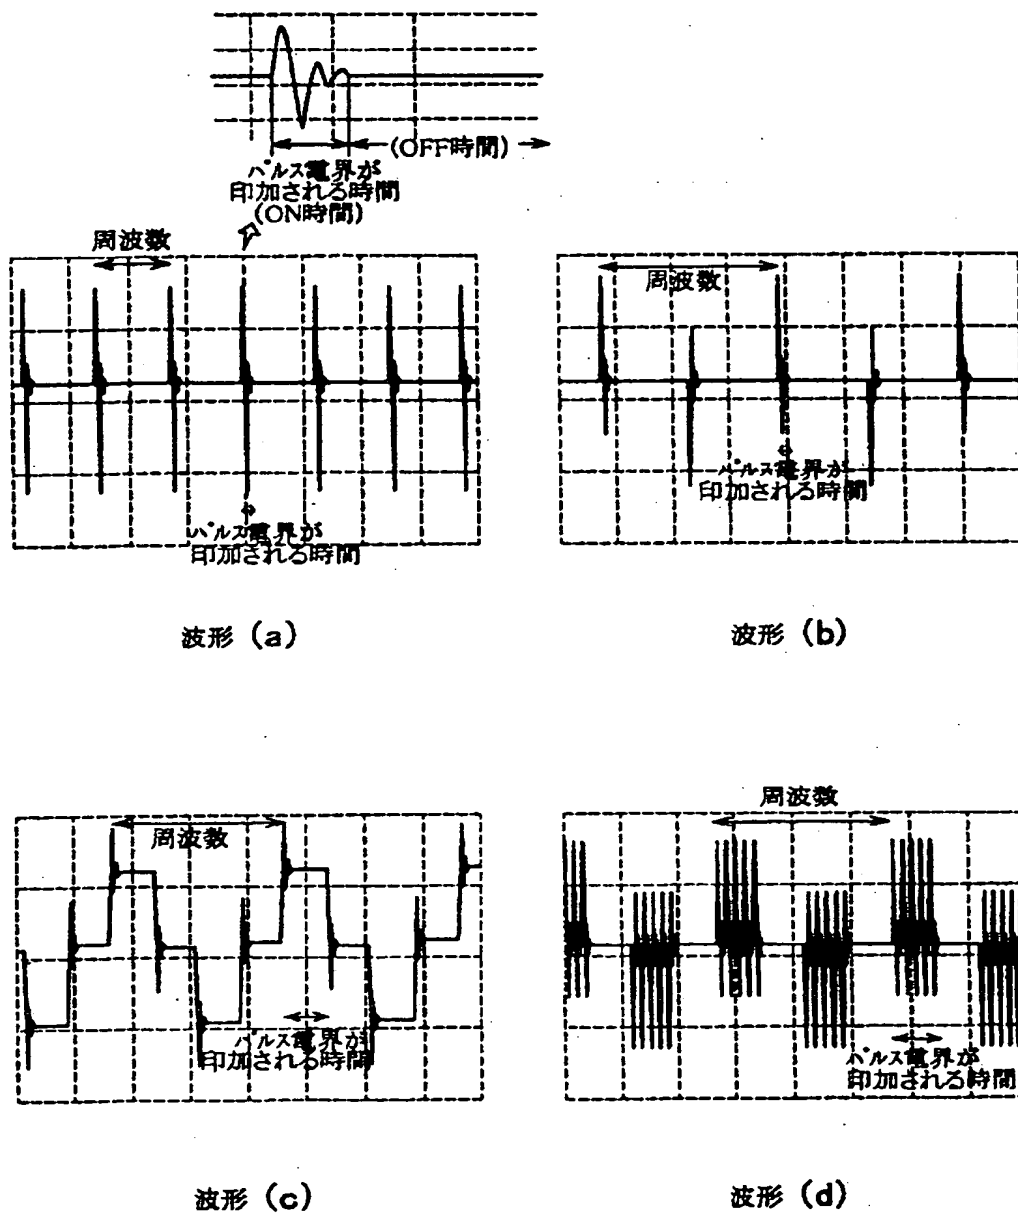 (OFF時間)
パルス電界が
印加される時間
(ON時間)
周波数
パルス電界が
印加される時間
波形 (a)
周波数
パルス電界が
印加される時間
波形 (b)
周波数
パルス電界が
印加される時間
波形 (c)
周波数
パルス電界が
印加される時間
波形 (d)